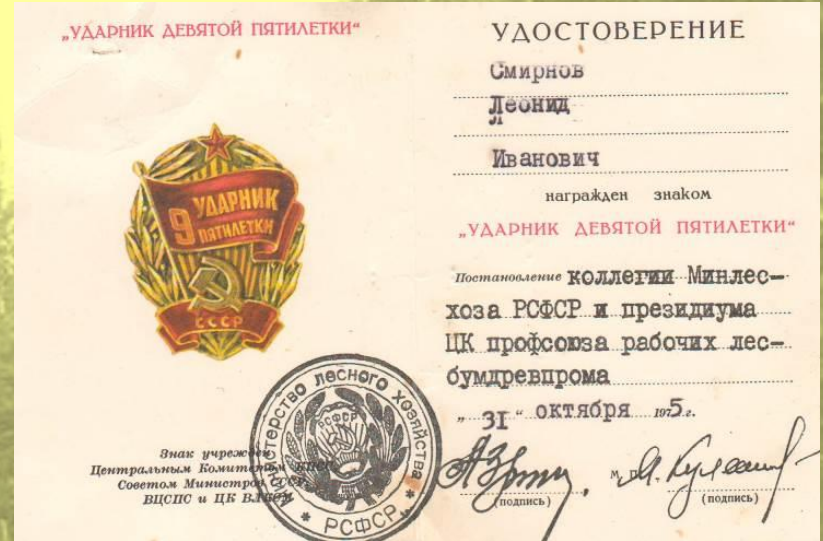 „УДАРНИК ДЕВЯТОЙ ПЯТИЛЕТКИ“
9 УДАРНИК
ПЯТИЛЕТКИ
СССР
Знак учрежден
Центральным Комитетом КПСС,
Советом Министров СССР,
ВЦСПС и ЦК ВЛКСМ
Министерство лесного хозяйства
РСФСР
РСФСР
УДОСТОВЕРЕНИЕ
Смирнов
Леонид
Иванович
награжден знаком
„УДАРНИК ДЕВЯТОЙ ПЯТИЛЕТКИ“
Постановление коллегии Минлес-
хоза РСФСР и президиума
ЦК профсоюза рабочих лес-
бумдревпрома
„ 31 “ октября 1975 г.
м. п.
(подпись) (подпись)